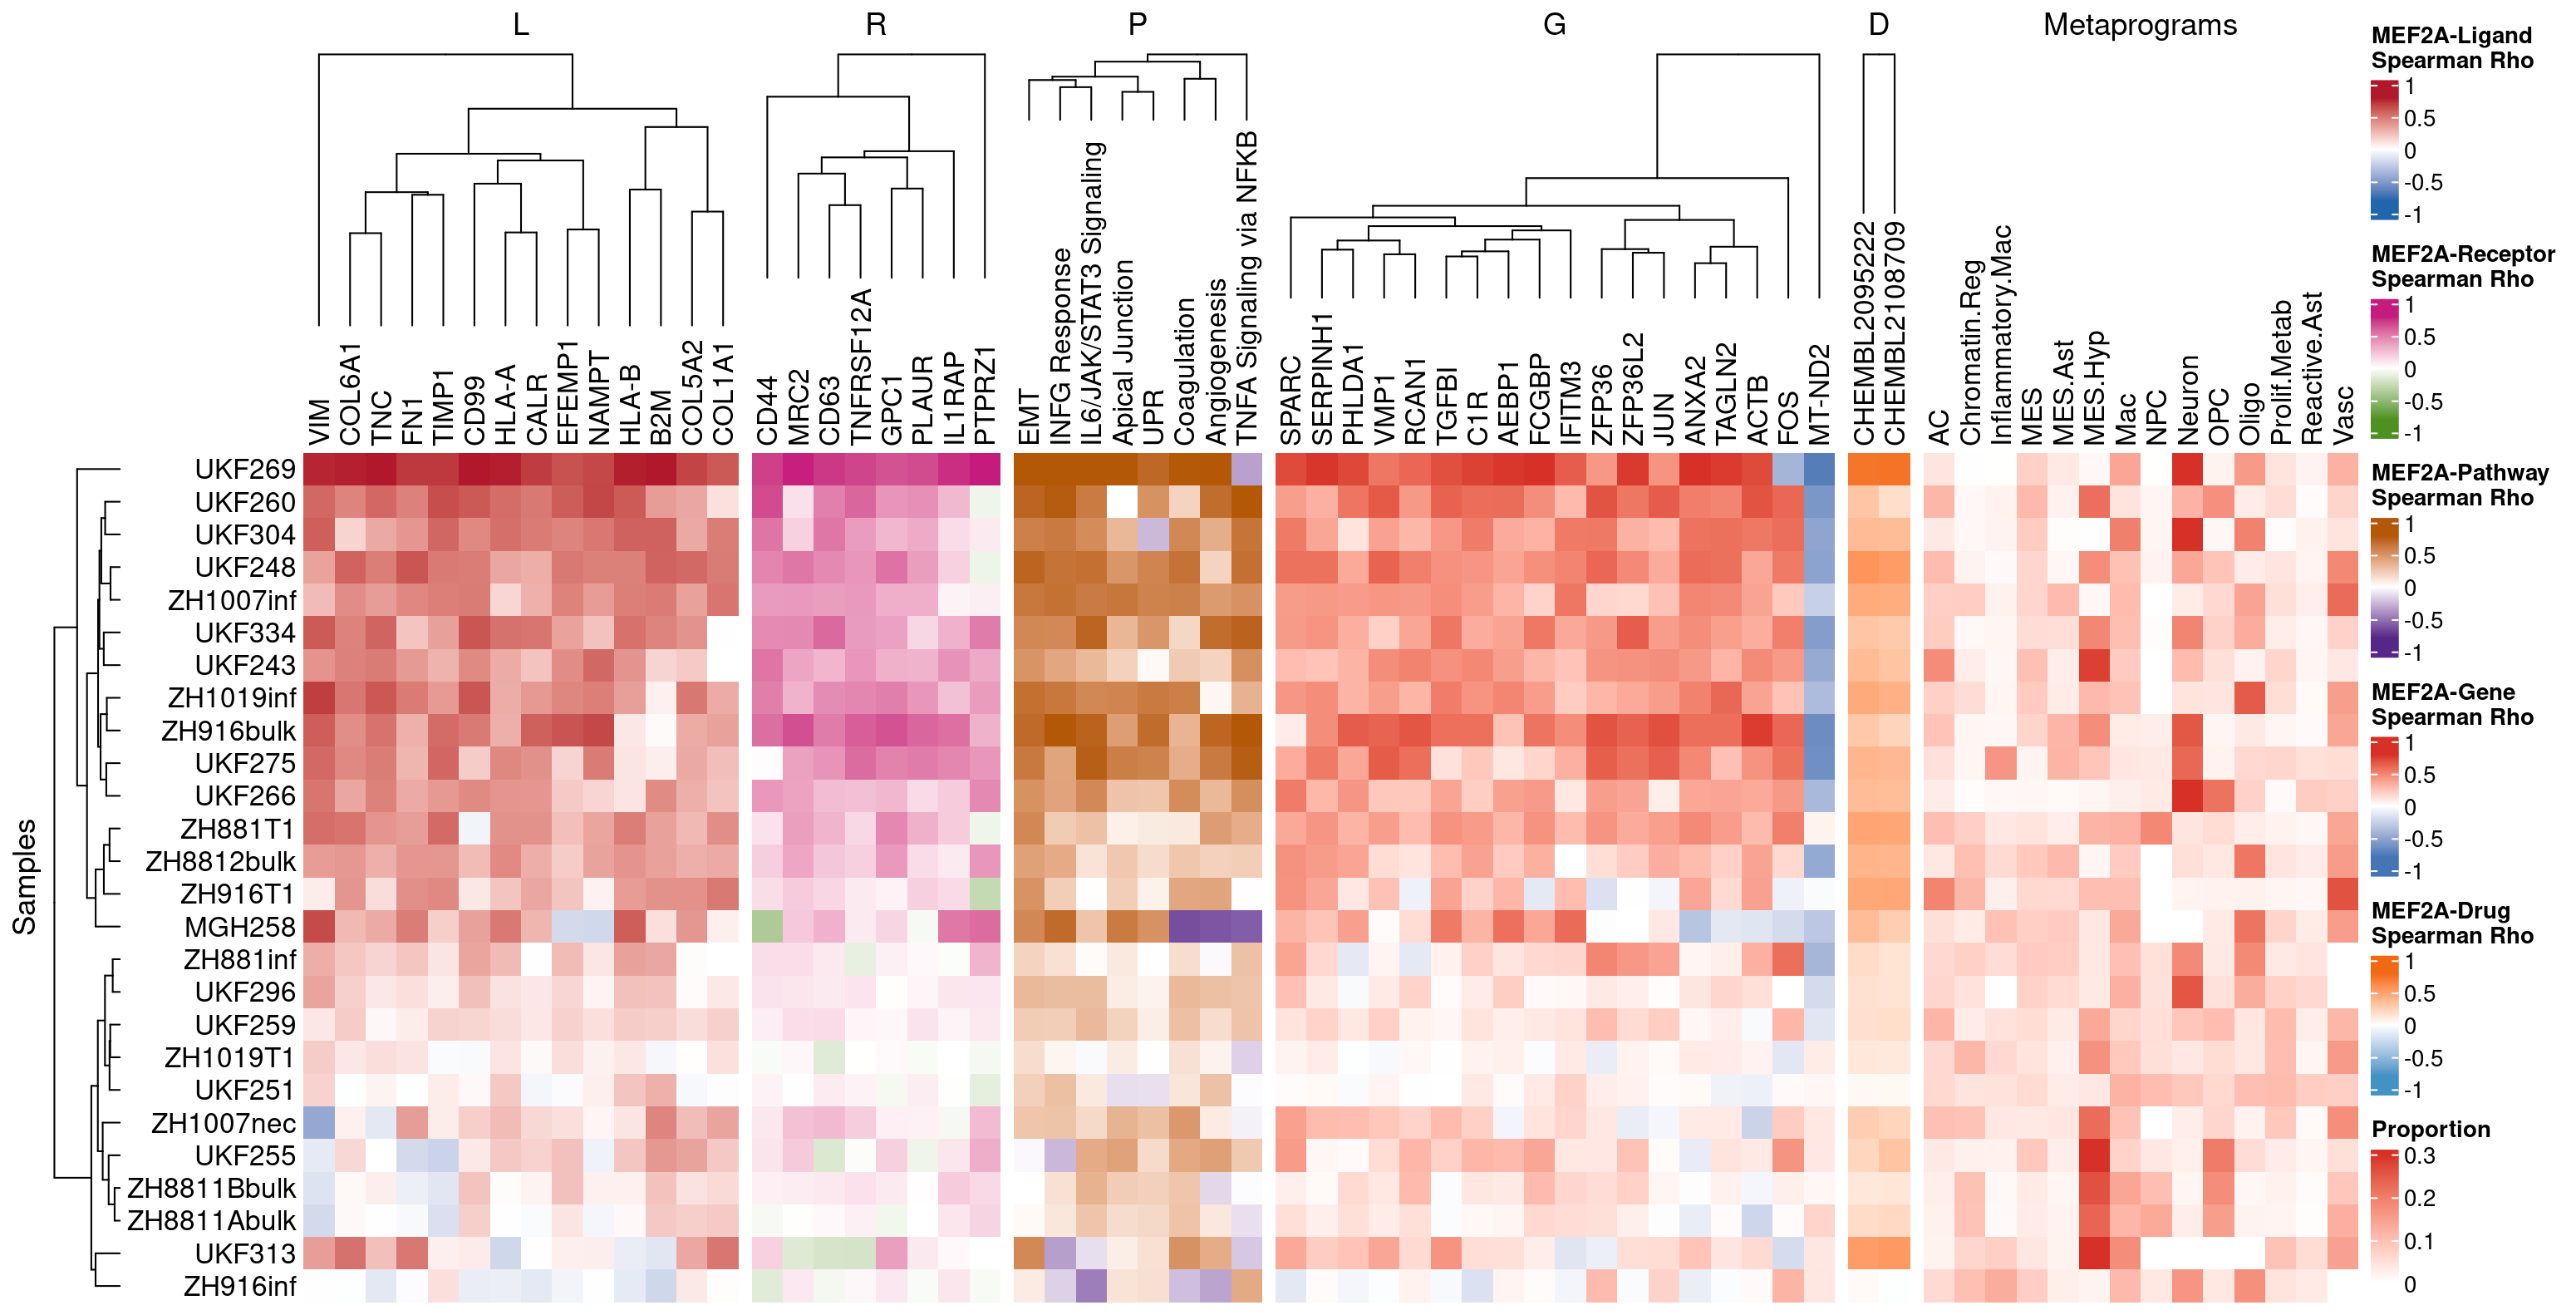 L
R
P
G
D
Metaprograms
VIM
COL6A1
TNC
FN1
TIMP1
CD99
HLA-A
CALR
EFEMP1
NAMPT
HLA-B
B2M
COL5A2
COL1A1
CD44
MRC2
CD63
TNFRSF12A
GPC1
PLAUR
IL1RAP
PTPRZ1
EMT
INFG Response
IL6/JAK/STAT3 Signaling
Apical Junction
UPR
Coagulation
Angiogenesis
TNFA Signaling via NFKB
SPARC
SERPINH1
PHLDA1
VMP1
RCAN1
TGFBI
C1R
AEBP1
FCGBP
IFITM3
ZFP36
ZFP36L2
JUN
ANXA2
TAGLN2
ACTB
FOS
MT-ND2
CHEMBL2095222
CHEMBL2108709
AC
Chromatin.Reg
Inflammatory.Mac
MES
MES.Ast
MES.Hyp
Mac
NPC
Neuron
OPC
Oligo
Prolif.Metab
Reactive.Ast
Vasc
Samples
UKF269
UKF260
UKF304
UKF248
ZH1007inf
UKF334
UKF243
ZH1019inf
ZH916bulk
UKF275
UKF266
ZH881T1
ZH8812bulk
ZH916T1
MGH258
ZH881inf
UKF296
UKF259
ZH1019T1
UKF251
ZH1007nec
UKF255
ZH8811Bbulk
ZH8811Abulk
UKF313
ZH916inf
MEF2A-Ligand
Spearman Rho
1
0.5
0
-0.5
-1
MEF2A-Receptor
Spearman Rho
1
0.5
0
-0.5
-1
MEF2A-Pathway
Spearman Rho
1
0.5
0
-0.5
-1
MEF2A-Gene
Spearman Rho
1
0.5
0
-0.5
-1
MEF2A-Drug
Spearman Rho
1
0.5
0
-0.5
-1
Proportion
0.3
0.2
0.1
0